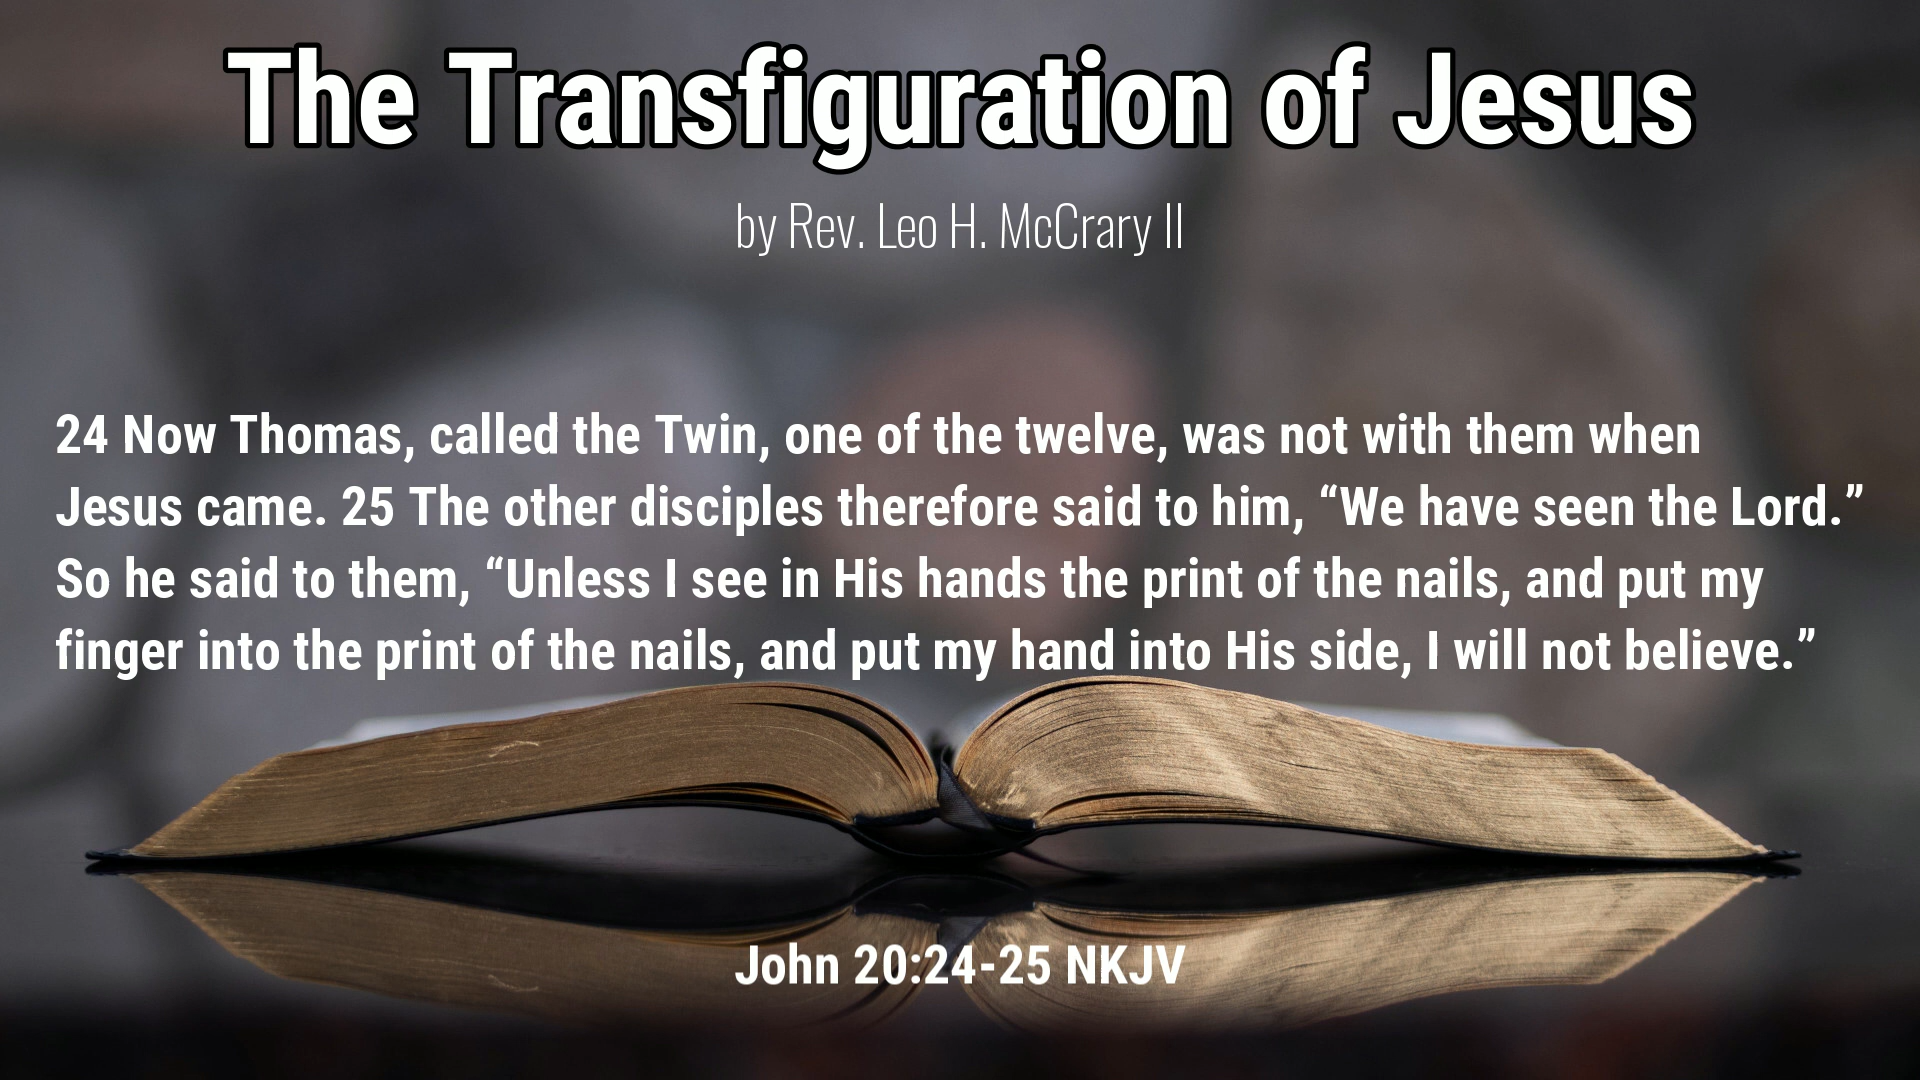 The Transfiguration of Jesus
by Rev. Leo H. McCrary II
24 Now Thomas, called the Twin, one of the twelve, was not with them when
Jesus came. 25 The other disciples therefore said to him, “We have seen the Lord.”
So he said to them, “Unless I see in His hands the print of the nails, and put my
finger into the print of the nails, and put my hand into His side, I will not believe.”
John 20:24-25 NKJV